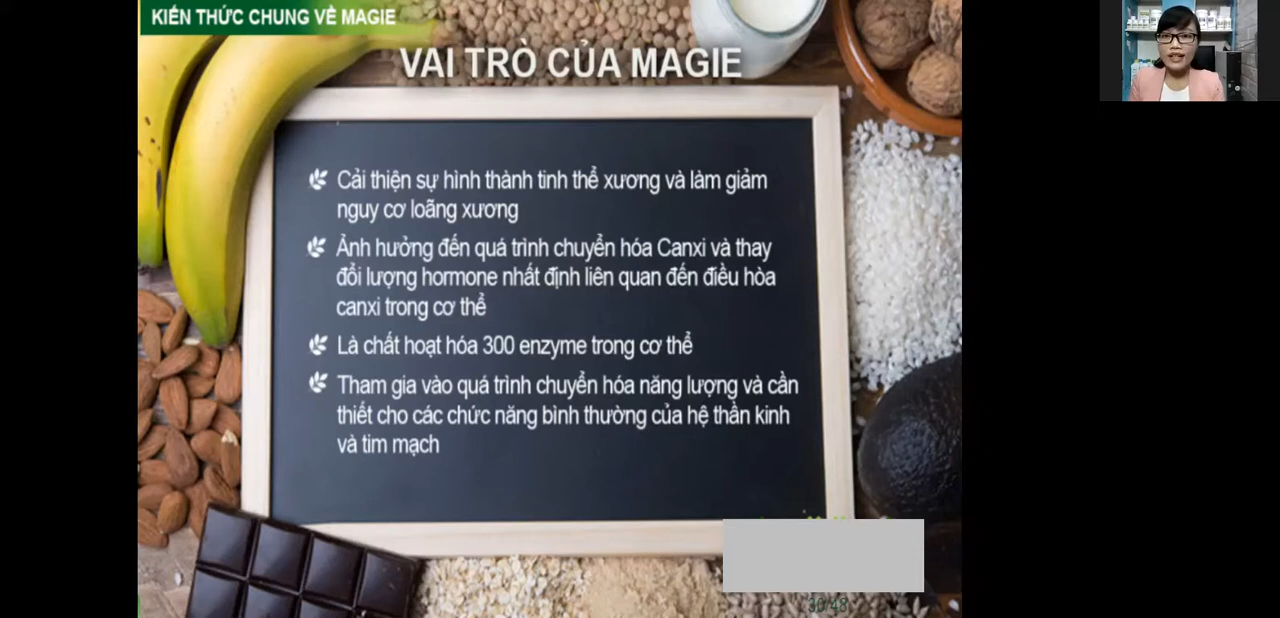 KIẾN THỨC CHUNG VỀ MAGIE
VAI TRÒ CỦA MAGIE
Cải thiện sự hình thành tinh thể xương và làm giảm
nguy cơ loãng xương
Ảnh hưởng đến quá trình chuyển hóa Canxi và thay
đổi lượng hormone nhất định liên quan đến điều hòa
canxi trong cơ thể
Là chất hoạt hóa 300 enzyme trong cơ thể
Tham gia vào quá trình chuyển hóa năng lượng và cần
thiết cho các chức năng bình thường của hệ thần kinh
và tim mạch
30/48